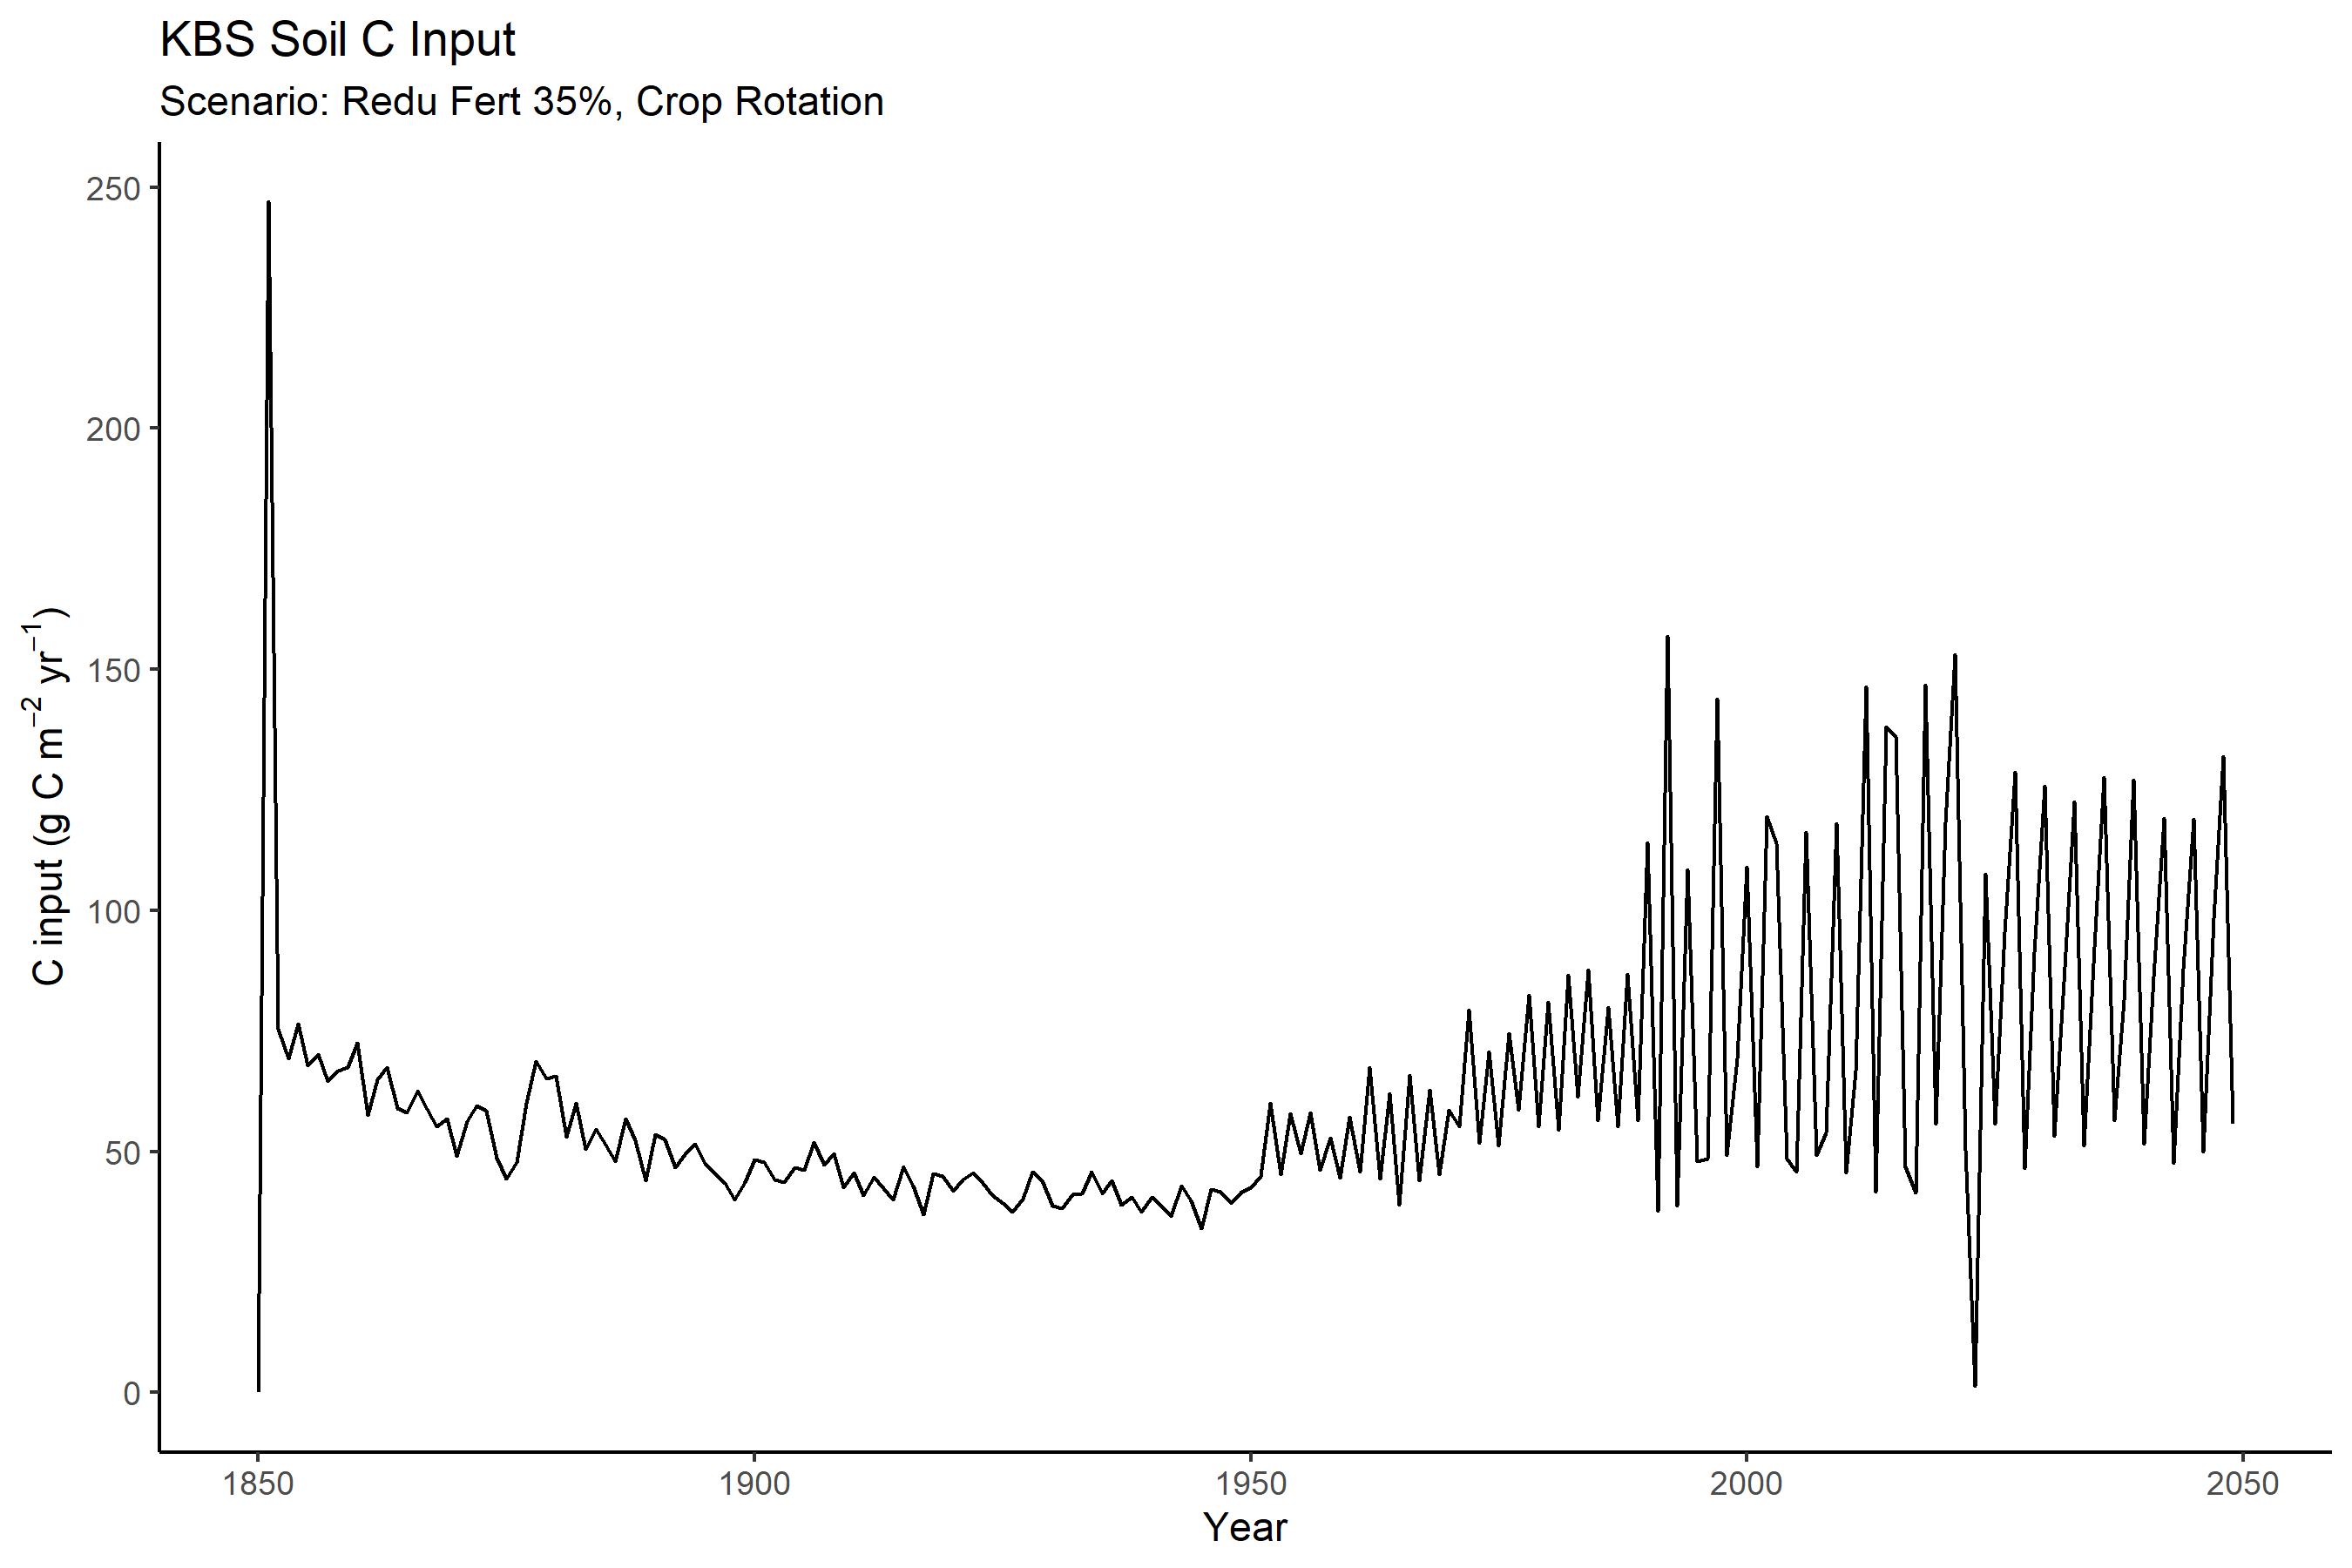 KBS Soil C Input
Scenario: Redu Fert 35%, Crop Rotation
250
200
150
100
50
0
C input (g C m⁻² yr⁻¹)
1850 1900 1950 2000 2050
Year